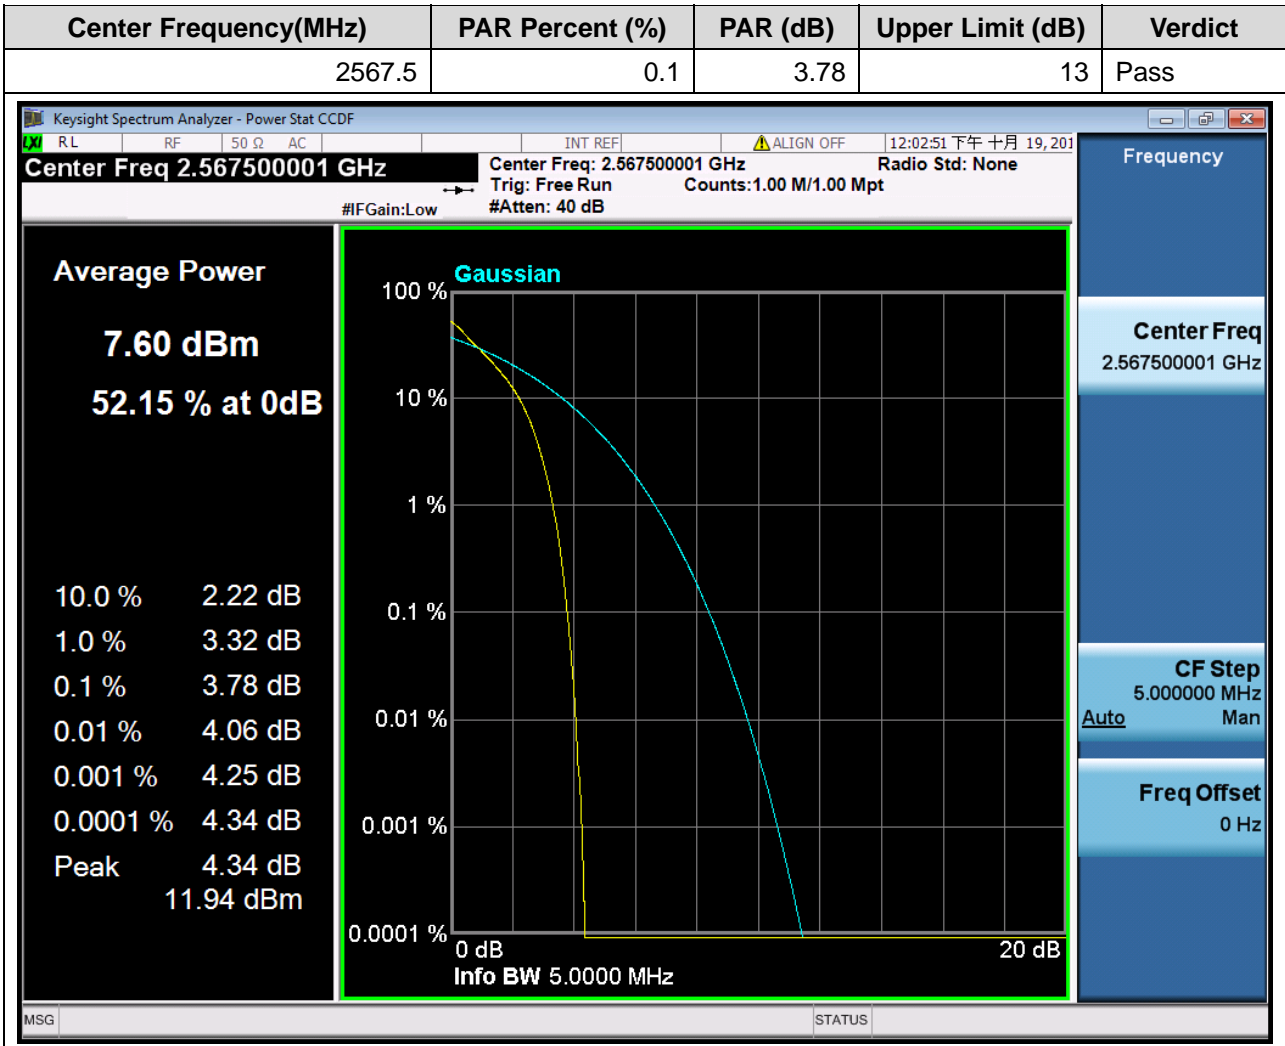 Center Frequency(MHz) PAR Percent (%) PAR (dB) Upper Limit (dB) Verdict
2567.5 0.1 3.78 13 Pass
Keysight Spectrum Analyzer - Power Stat CCDF
LXI RL RF 50 Ω AC INT REF ALIGN OFF 12:02:51 下午 十月 19, 201
Center Freq 2.567500001 GHz
Center Freq: 2.567500001 GHz Radio Std: None
Trig: Free Run Counts:1.00 M/1.00 Mpt
#IFGain:Low #Atten: 40 dB
Frequency
Average Power
7.60 dBm
52.15 % at 0dB
10.0 % 2.22 dB
1.0 % 3.32 dB
0.1 % 3.78 dB
0.01 % 4.06 dB
0.001 % 4.25 dB
0.0001 % 4.34 dB
Peak 4.34 dB
11.94 dBm
Gaussian
100 %
10 %
1 %
0.1 %
0.01 %
0.001 %
0.0001 %
0 dB 20 dB
Info BW 5.0000 MHz
Center Freq
2.567500001 GHz
CF Step
5.000000 MHz
Auto Man
Freq Offset
0 Hz
MSG STATUS